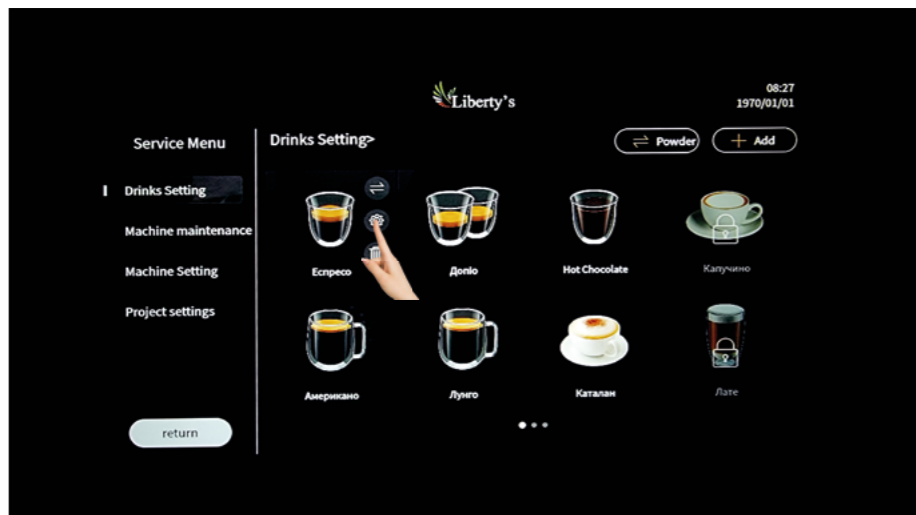 Liberty's
08:27
1970/01/01
Service Menu
Drinks Setting>
Powder
Add
Drinks Setting
Machine maintenance
Machine Setting
Project settings
return
Еспресо
Допіо
Hot Chocolate
Капучино
Американо
Лунго
Каталан
Лате